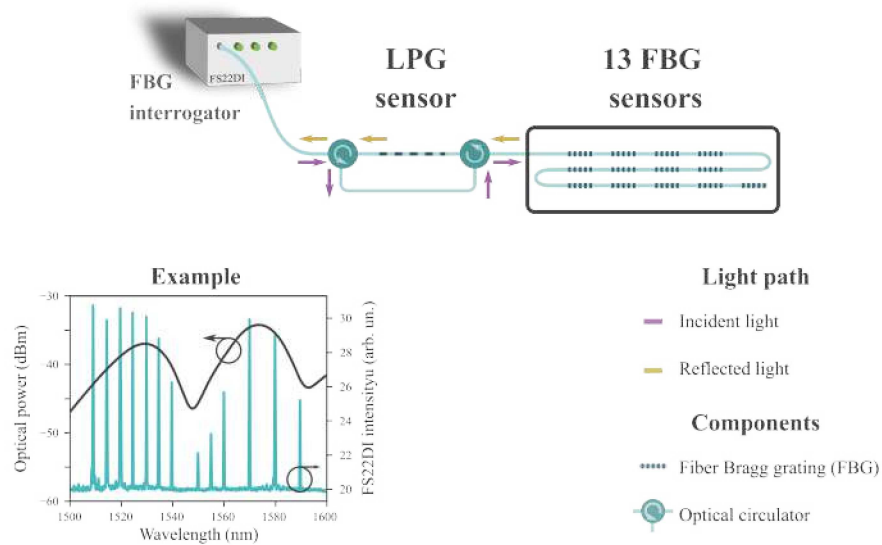 LPG
sensor
13 FBG
sensors
FS22DI
FBG
interrogator
Example
−30
−40
−50
−60
Optical power (dBm)
30
28
26
24
22
20
FS22DI intensityu (arb. un.)
1500
1520
1540
1560
1580
1600
Wavelength (nm)
Light path
Incident light
Reflected light
Components
Fiber Bragg grating (FBG)
Optical circulator